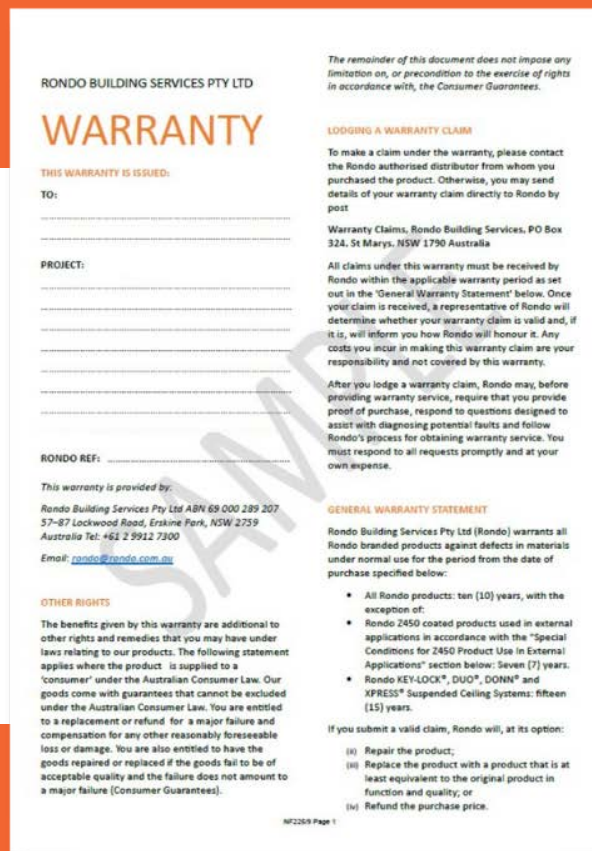 RONDO BUILDING SERVICES PTY LTD
WARRANTY
THIS WARRANTY IS ISSUED:
TO:
PROJECT:
RONDO REF:
This warranty is provided by:
Rondo Building Services Pty Ltd ABN 69 000 289 207
57–87 Lockwood Road, Erskine Park, NSW 2759
Australia Tel: +61 2 9912 7300
Email: rondo@rondo.com.au
OTHER RIGHTS
The benefits given by this warranty are additional to
other rights and remedies that you may have under
laws relating to our products. The following statement
applies where the product is supplied to a
'consumer' under the Australian Consumer Law. Our
goods come with guarantees that cannot be excluded
under the Australian Consumer Law. You are entitled
to a replacement or refund for a major failure and
compensation for any other reasonably foreseeable
loss or damage. You are also entitled to have the
goods repaired or replaced if the goods fail to be of
acceptable quality and the failure does not amount to
a major failure (Consumer Guarantees).
The remainder of this document does not impose any
limitation on, or precondition to the exercise of rights
in accordance with, the Consumer Guarantees.
LODGING A WARRANTY CLAIM
To make a claim under the warranty, please contact
the Rondo authorised distributor from whom you
purchased the product. Otherwise, you may send
details of your warranty claim directly to Rondo by
post
Warranty Claims, Rondo Building Services, PO Box
324, St Marys, NSW 1790 Australia
All claims under this warranty must be received by
Rondo within the applicable warranty period as set
out in the 'General Warranty Statement' below. Once
your claim is received, a representative of Rondo will
determine whether your warranty claim is valid and, if
it is, will inform you how Rondo will honour it. Any
costs you incur in making this warranty claim are your
responsibility and not covered by this warranty.
After you lodge a warranty claim, Rondo may, before
providing warranty service, require that you provide
proof of purchase, respond to questions designed to
assist with diagnosing potential faults and follow
Rondo's process for obtaining warranty service. You
must respond to all requests promptly and at your
own expense.
GENERAL WARRANTY STATEMENT
Rondo Building Services Pty Ltd (Rondo) warrants all
Rondo branded products against defects in materials
under normal use for the period from the date of
purchase specified below:
• All Rondo products: ten (10) years, with the
exception of:
• Rondo Z450 coated products used in external
applications in accordance with the "Special
Conditions for Z450 Product Use In External
Applications" section below: Seven (7) years.
• Rondo KEY-LOCK®, DUO®, DONN® and
XPRESS® Suspended Ceiling Systems: fifteen
(15) years.
If you submit a valid claim, Rondo will, at its option:
(ii) Repair the product;
(iii) Replace the product with a product that is at
least equivalent to the original product in
function and quality; or
(iv) Refund the purchase price.
NF226/9 Page 1
SAMPLE